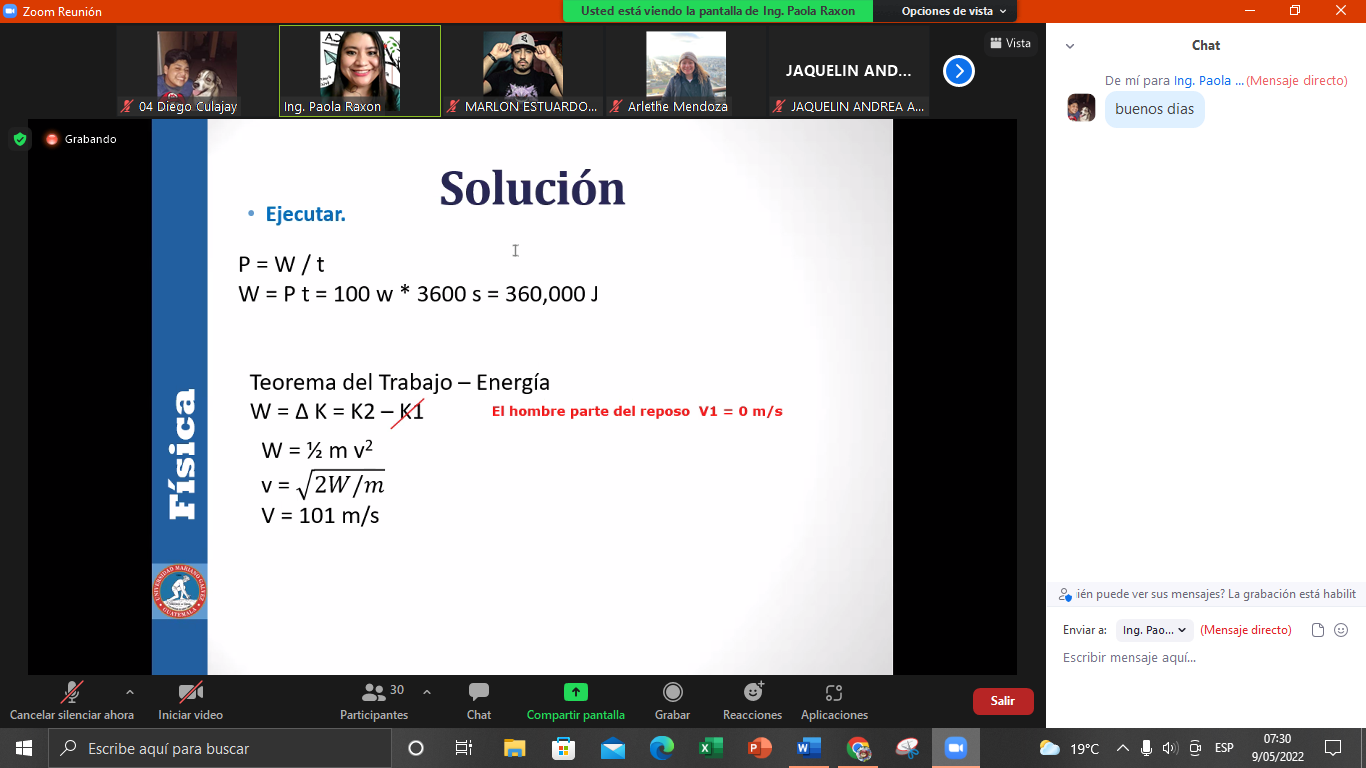 Zoom Reunión
Usted está viendo la pantalla de Ing. Paola Raxon
Opciones de vista
04 Diego Culajay
Ing. Paola Raxon
MARLON ESTUARDO...
Arlethe Mendoza
JAQUELIN AND...
JAQUELIN ANDREA A...
Vista
Grabando
Solución
• Ejecutar.
P = W / t
W = P t = 100 w * 3600 s = 360,000 J
Teorema del Trabajo – Energía
W = Δ K = K2 – K1
El hombre parte del reposo V1 = 0 m/s
W = ½ m v²
v = √2W/m
V = 101 m/s
Física
UNIVERSIDAD MARIANO GALVEZ
GUATEMALA
Chat
De mí para Ing. Paola ... (Mensaje directo)
buenos dias
ién puede ver sus mensajes? La grabación está habilit
Enviar a: Ing. Pao... (Mensaje directo)
Escribir mensaje aquí...
Cancelar silenciar ahora
Iniciar video
30
Participantes
Chat
Compartir pantalla
Grabar
Reacciones
Aplicaciones
Salir
Escribe aquí para buscar
19°C
ESP
07:30
9/05/2022